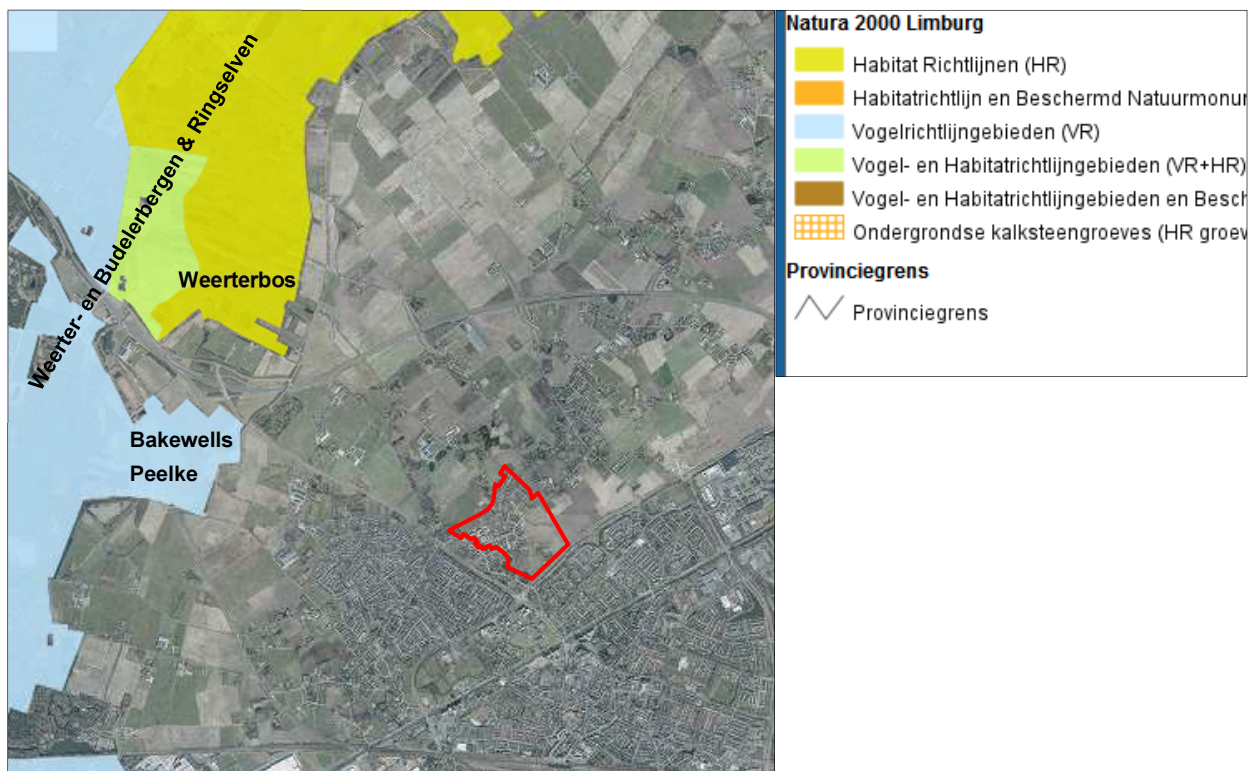 Weerter- en Budelerbergen & Ringselven
Weerterbos
Bakewells
Peelke
Natura 2000 Limburg
Habitat Richtlijnen (HR)
Habitatrichtlijn en Beschermd Natuurmonur
Vogelrichtlijngebieden (VR)
Vogel- en Habitatrichtlijngebieden (VR+HR)
Vogel- en Habitatrichtlijngebieden en Besch
Ondergrondse kalksteengroeves (HR groev
Provinciegrens
Provinciegrens